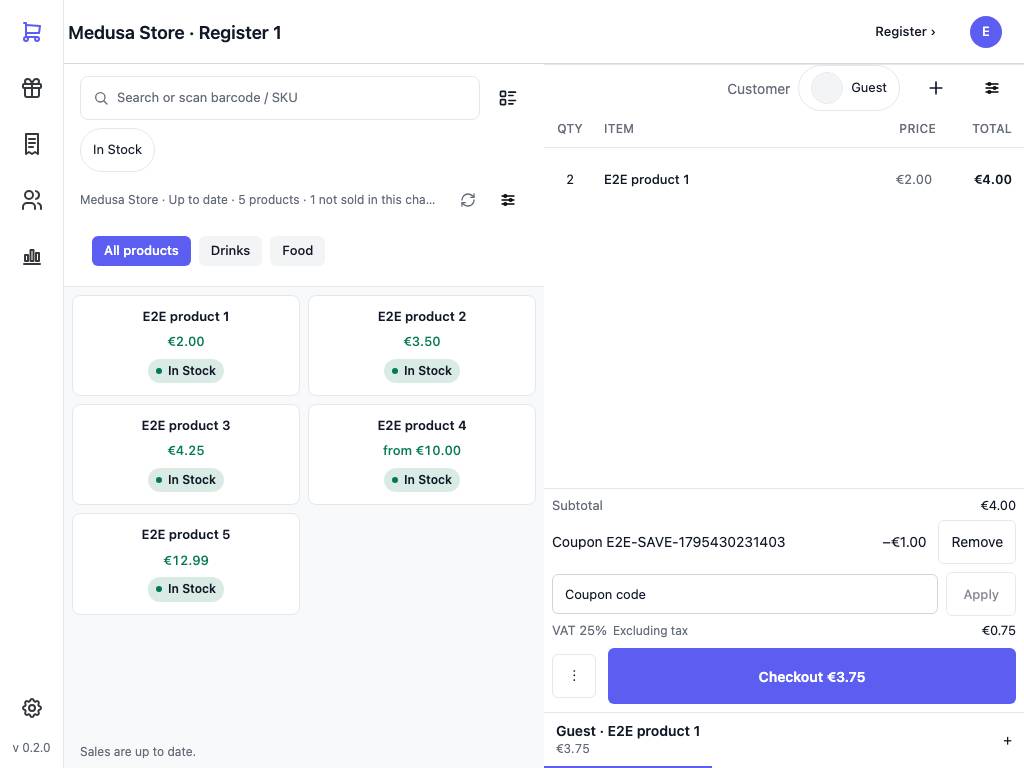 Medusa Store · Register 1
Register ›
E
Search or scan barcode / SKU
In Stock
Medusa Store · Up to date · 5 products · 1 not sold in this cha...
All products
Drinks
Food
E2E product 1
€2.00
In Stock
E2E product 2
€3.50
In Stock
E2E product 3
€4.25
In Stock
E2E product 4
from €10.00
In Stock
E2E product 5
€12.99
In Stock
Sales are up to date.
v 0.2.0
Customer
Guest
QTY ITEM PRICE TOTAL
2 E2E product 1 €2.00 €4.00
Subtotal €4.00
Coupon E2E-SAVE-1795430231403 –€1.00 Remove
Coupon code Apply
VAT 25% Excluding tax €0.75
Checkout €3.75
Guest · E2E product 1
€3.75